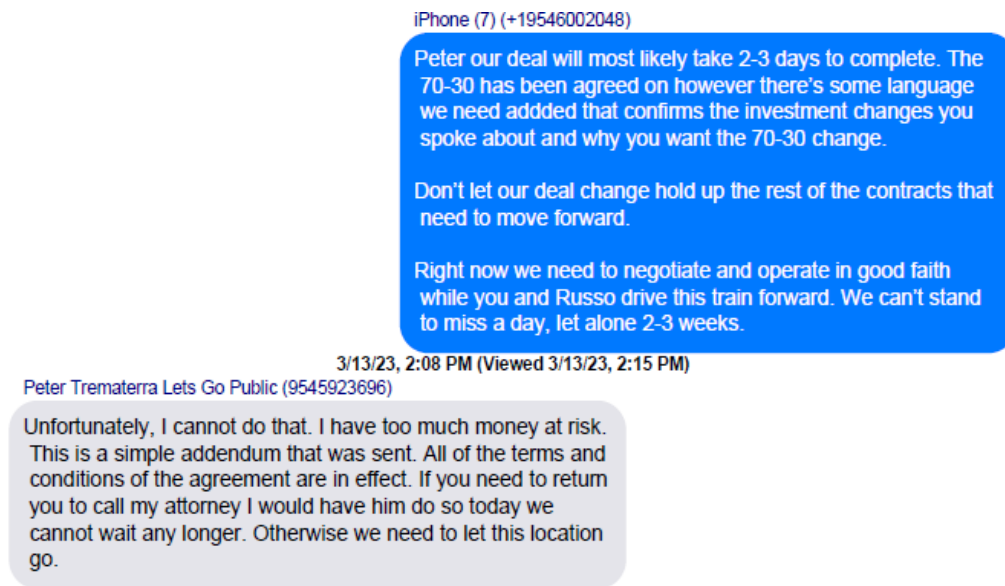 iPhone (7) (+19546002048)
Peter our deal will most likely take 2-3 days to complete. The
70-30 has been agreed on however there's some language
we need addded that confirms the investment changes you
spoke about and why you want the 70-30 change.
Don't let our deal change hold up the rest of the contracts that
need to move forward.
Right now we need to negotiate and operate in good faith
while you and Russo drive this train forward. We can't stand
to miss a day, let alone 2-3 weeks.
3/13/23, 2:08 PM (Viewed 3/13/23, 2:15 PM)
Peter Trematerra Lets Go Public (9545923696)
Unfortunately, I cannot do that. I have too much money at risk.
This is a simple addendum that was sent. All of the terms and
conditions of the agreement are in effect. If you need to return
you to call my attorney I would have him do so today we
cannot wait any longer. Otherwise we need to let this location
go.